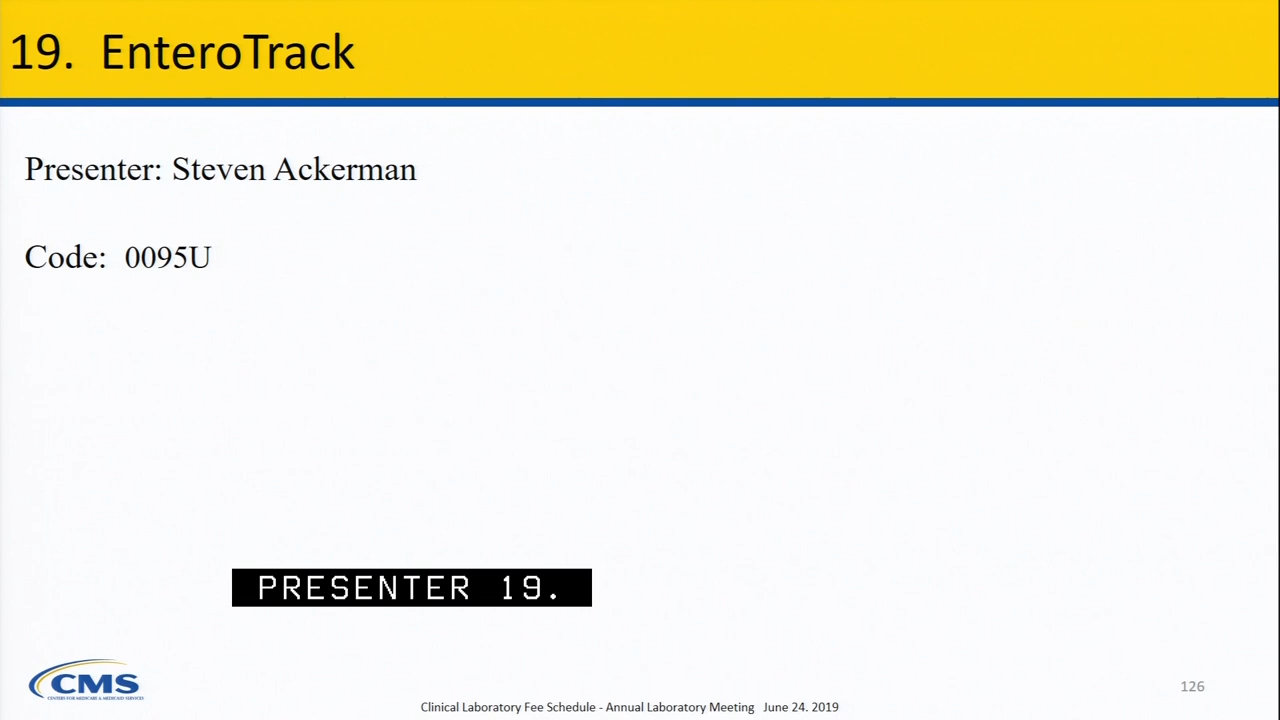 19. EnteroTrack
Presenter: Steven Ackerman
Code: 0095U
PRESENTER 19.
CMS
CENTERS FOR MEDICARE & MEDICAID SERVICES
126
Clinical Laboratory Fee Schedule - Annual Laboratory Meeting June 24. 2019